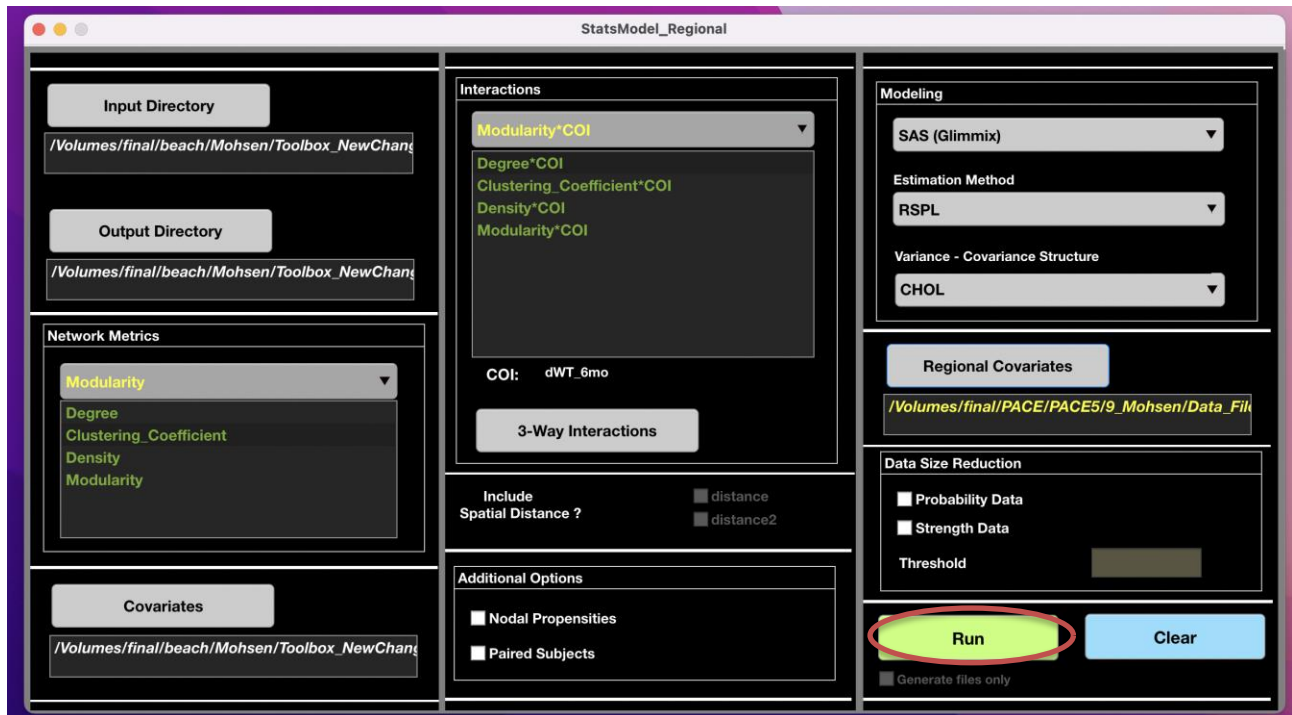 StatsModel_Regional
Input Directory
/Volumes/final/beach/Mohsen/Toolbox_NewChang
Output Directory
/Volumes/final/beach/Mohsen/Toolbox_NewChang
Network Metrics
Modularity
Degree
Clustering_Coefficient
Density
Modularity
Covariates
/Volumes/final/beach/Mohsen/Toolbox_NewChang
Interactions
Modularity*COI
Degree*COI
Clustering_Coefficient*COI
Density*COI
Modularity*COI
COI: dWT_6mo
3-Way Interactions
Include
Spatial Distance ?
distance
distance2
Additional Options
Nodal Propensities
Paired Subjects
Modeling
SAS (Glimmix)
Estimation Method
RSPL
Variance - Covariance Structure
CHOL
Regional Covariates
/Volumes/final/PACE/PACE5/9_Mohsen/Data_File
Data Size Reduction
Probability Data
Strength Data
Threshold
Run
Clear
Generate files only